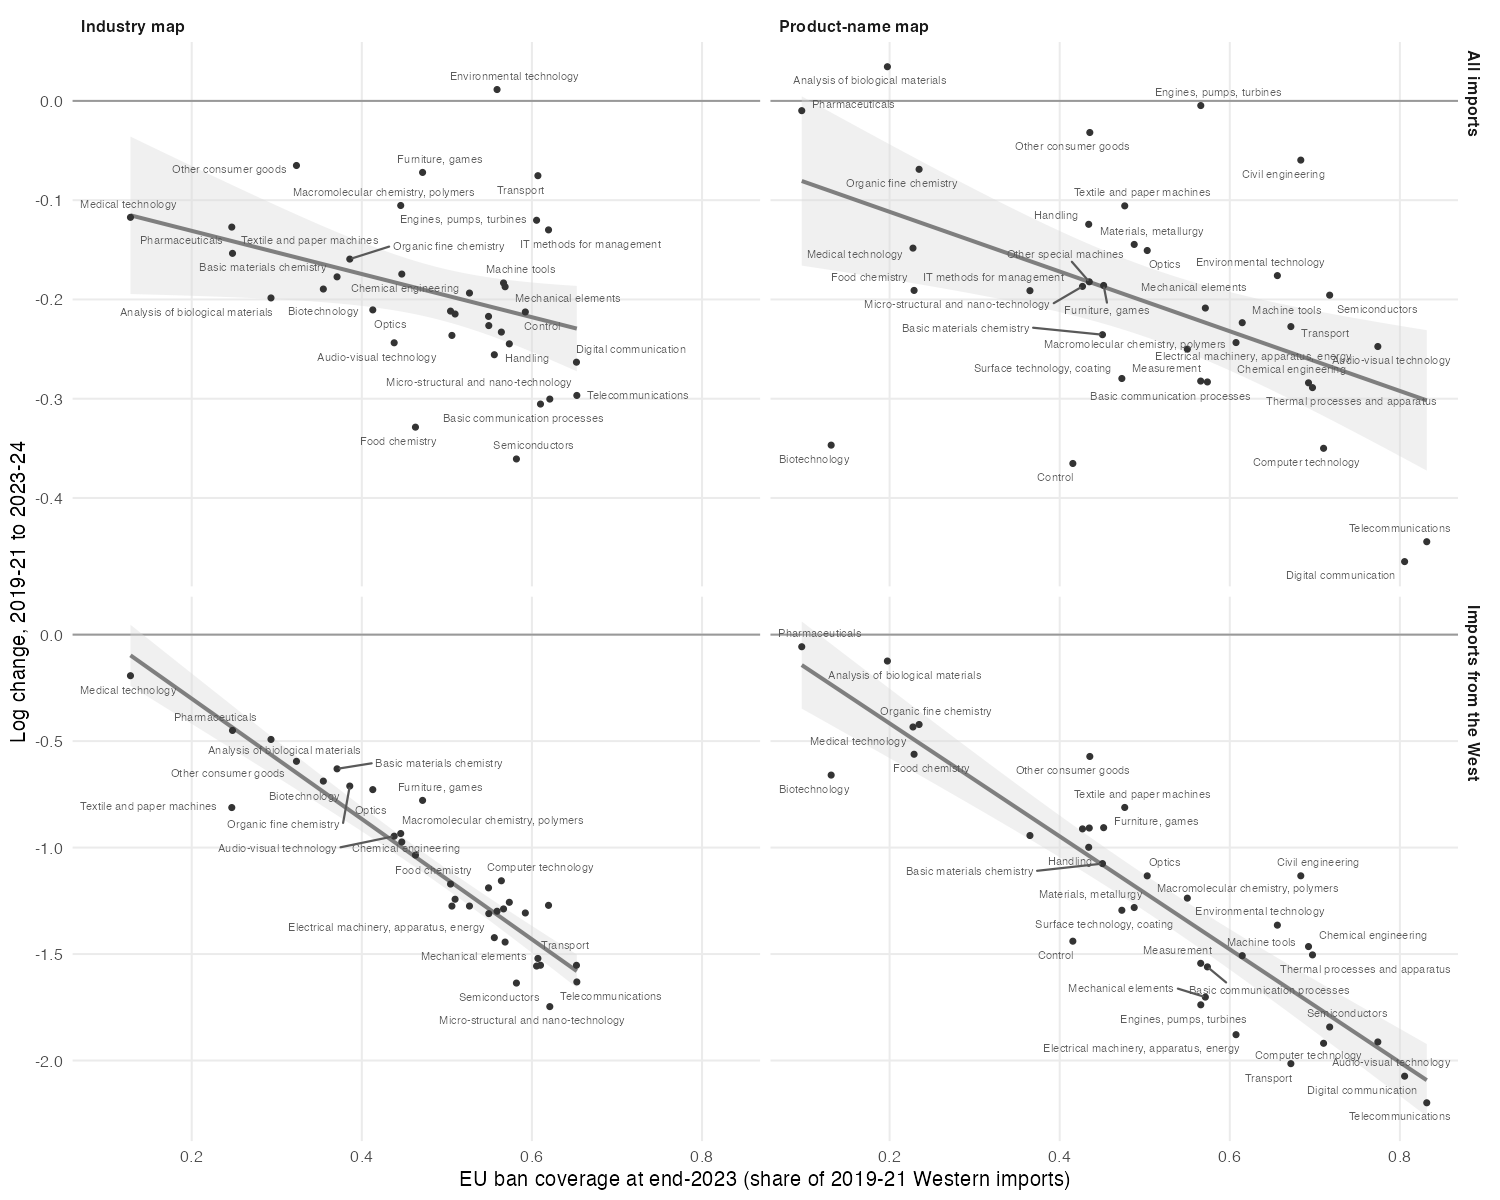 Industry map
Product-name map
All imports
Environmental technology
Other consumer goods
Furniture, games
Macromolecular chemistry, polymers
Transport
Medical technology
Engines, pumps, turbines
Pharmaceuticals
Textile and paper machines
Organic fine chemistry
IT methods for management
Basic materials chemistry
Machine tools
Chemical engineering
Mechanical elements
Analysis of biological materials
Biotechnology
Optics
Control
Audio-visual technology
Handling
Digital communication
Micro-structural and nano-technology
Telecommunications
Basic communication processes
Food chemistry
Semiconductors
0.0
-0.1
-0.2
-0.3
-0.4
Analysis of biological materials
Pharmaceuticals
Engines, pumps, turbines
Other consumer goods
Civil engineering
Organic fine chemistry
Textile and paper machines
Handling
Materials, metallurgy
Medical technology
Other special machines
Optics
Environmental technology
Food chemistry
IT methods for management
Mechanical elements
Micro-structural and nano-technology
Furniture, games
Machine tools
Semiconductors
Basic materials chemistry
Transport
Macromolecular chemistry, polymers
Electrical machinery, apparatus, energy
Audio-visual technology
Surface technology, coating
Measurement
Chemical engineering
Basic communication processes
Thermal processes and apparatus
Biotechnology
Control
Computer technology
Telecommunications
Digital communication
Log change, 2019-21 to 2023-24
Imports from the West
0.0
-0.5
-1.0
-1.5
-2.0
Medical technology
Pharmaceuticals
Analysis of biological materials
Basic materials chemistry
Other consumer goods
Furniture, games
Biotechnology
Textile and paper machines
Optics
Organic fine chemistry
Macromolecular chemistry, polymers
Audio-visual technology
Chemical engineering
Food chemistry
Computer technology
Electrical machinery, apparatus, energy
Transport
Mechanical elements
Semiconductors
Telecommunications
Micro-structural and nano-technology
Pharmaceuticals
Analysis of biological materials
Organic fine chemistry
Medical technology
Food chemistry
Other consumer goods
Biotechnology
Textile and paper machines
Furniture, games
Handling
Optics
Civil engineering
Basic materials chemistry
Macromolecular chemistry, polymers
Materials, metallurgy
Environmental technology
Surface technology, coating
Chemical engineering
Machine tools
Control
Measurement
Thermal processes and apparatus
Mechanical elements
Basic communication processes
Semiconductors
Engines, pumps, turbines
Electrical machinery, apparatus, energy
Computer technology
Audio-visual technology
Transport
Digital communication
Telecommunications
0.2
0.4
0.6
0.8
0.2
0.4
0.6
0.8
EU ban coverage at end-2023 (share of 2019-21 Western imports)